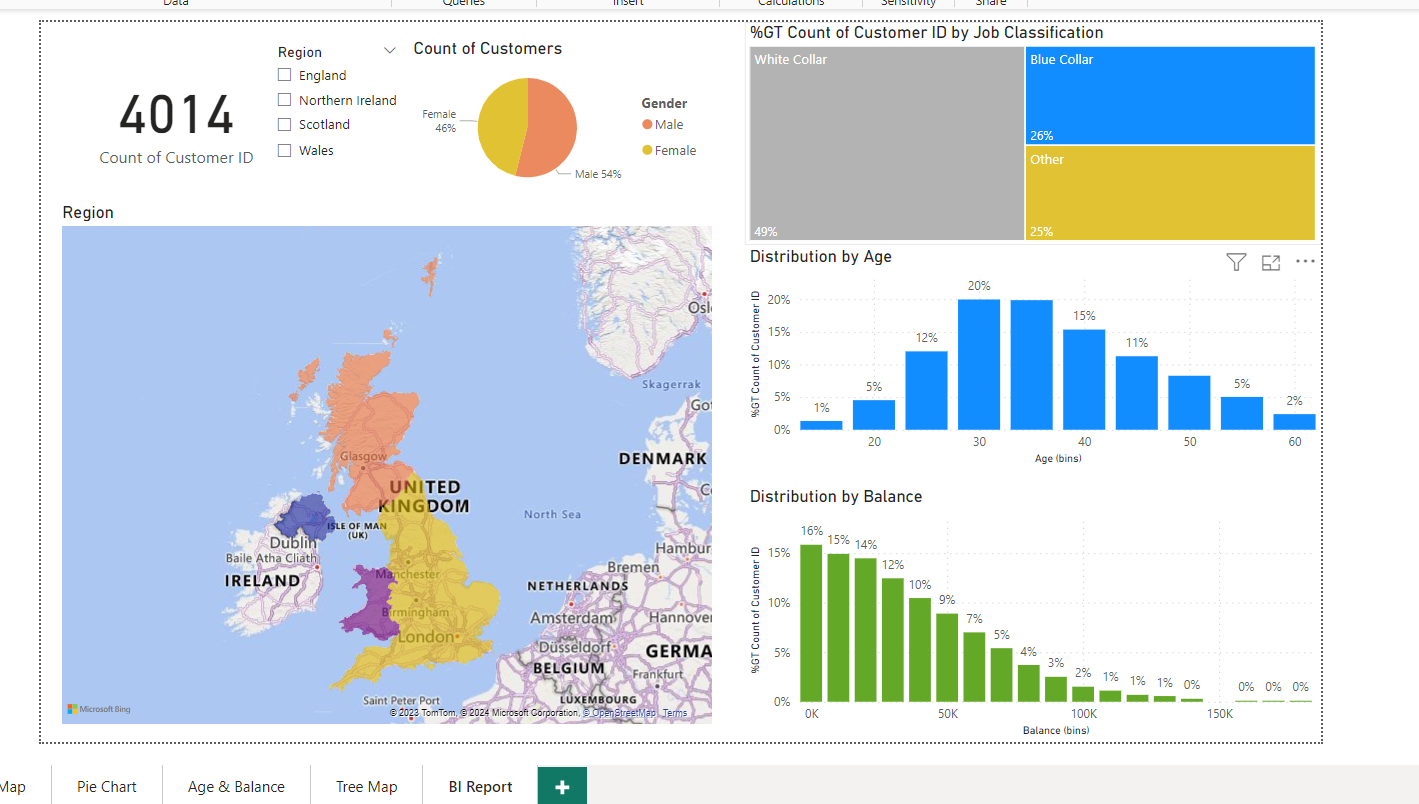 Data
Queries
Insert
Calculations
Sensitivity
Share
4014
Count of Customer ID
Region
England
Northern Ireland
Scotland
Wales
Count of Customers
Female
46%
Male 54%
Gender
Male
Female
%GT Count of Customer ID by Job Classification
White Collar
49%
Blue Collar
26%
Other
25%
Region
Oslo
Skagerrak
Got
Glasgow
DENMARK
UNITED
KINGDOM
Co
North Sea
ISLE OF MAN
(UK)
Dublin
Baile Átha Cliath
Hambur
Bremen
IRELAND
Manchester
NETHERLANDS
Birmingham
Amsterdam
Hannover
London
Düsseldorf
GERMA
BELGIUM
Frankfurt
Saint Peter Port
LUXEMBOURG
Microsoft Bing
© 2023 TomTom, © 2024 Microsoft Corporation, © OpenStreetMap Terms
Distribution by Age
%GT Count of Customer ID
20%
15%
10%
5%
0%
1%
5%
12%
20%
15%
11%
5%
2%
20
30
40
50
60
Age (bins)
Distribution by Balance
%GT Count of Customer ID
15%
10%
5%
0%
16%
15%
14%
12%
10%
9%
7%
5%
4%
3%
2%
1%
1%
1%
0%
0%
0%
0%
0K
50K
100K
150K
Balance (bins)
Map
Pie Chart
Age & Balance
Tree Map
BI Report